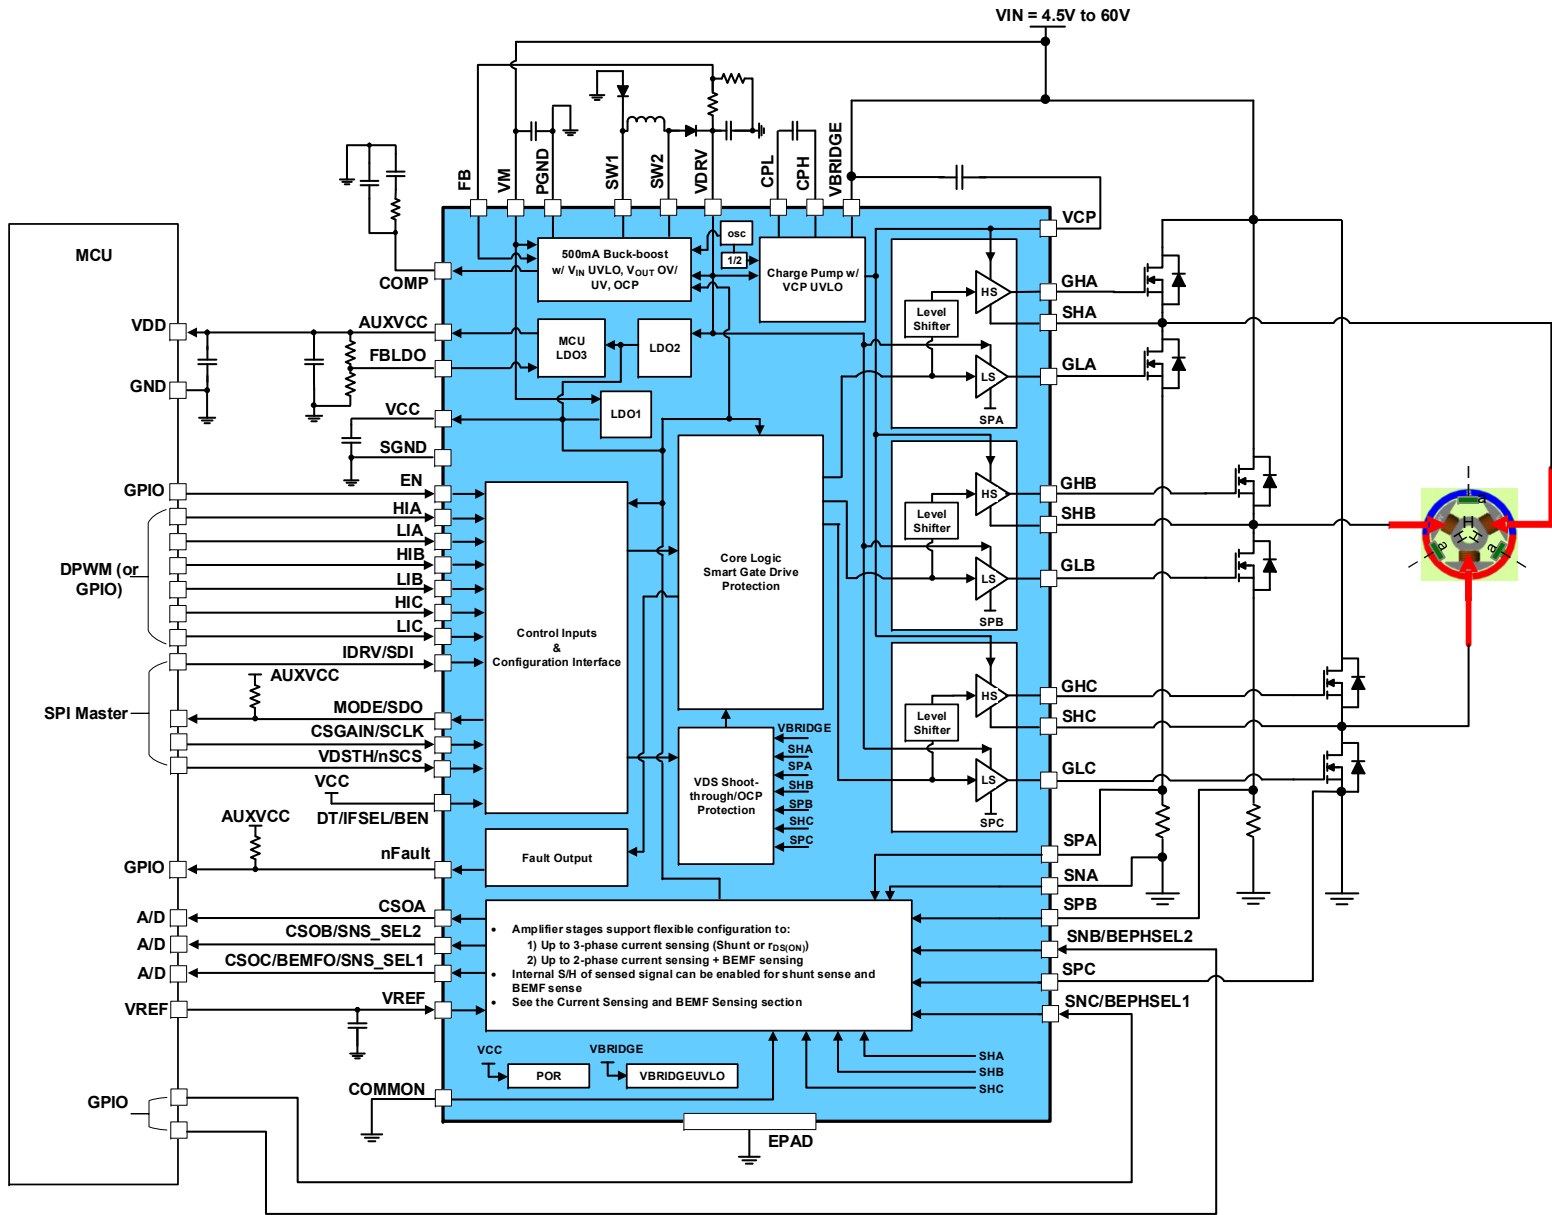 VIN = 4.5V to 60V
FB
VM
PGND
SW1
SW2
VDRV
CPL
CPH
VBRIDGE
MCU
VCP
COMP
500mA Buck-boost
w/ VIN UVLO, VOUT OV/
UV, OCP
osc
1/2
Charge Pump w/
VCP UVLO
HS
Level
Shifter
LS
SPA
GHA
SHA
GLA
VDD
AUXVCC
MCU
LDO3
LDO2
FBLDO
GND
VCC
LDO1
SGND
GPIO
EN
HIA
LIA
HIB
LIB
HIC
LIC
DPWM (or
GPIO)
Core Logic
Smart Gate Drive
Protection
HS
Level
Shifter
LS
SPB
GHB
SHB
GLB
a
H
H
H
a
a
Control Inputs
&
Configuration Interface
IDRV/SDI
AUXVCC
SPI Master
MODE/SDO
CSGAIN/SCLK
VDSTH/nSCS
VCC
DT/IFSEL/BEN
HS
Level
Shifter
LS
SPC
GHC
SHC
GLC
VDS Shoot-
through/OCP
Protection
VBRIDGE
SHA
SPA
SHB
SPB
SHC
SPC
AUXVCC
GPIO
nFault
Fault Output
SPA
SNA
SPB
SNB/BEPHSEL2
SPC
SNC/BEPHSEL1
A/D
CSOA
A/D
CSOB/SNS_SEL2
A/D
CSOC/BEMFO/SNS_SEL1
VREF
VREF
• Amplifier stages support flexible configuration to:
1) Up to 3-phase current sensing (Shunt or rDS(ON))
2) Up to 2-phase current sensing + BEMF sensing
• Internal S/H of sensed signal can be enabled for shunt sense and
BEMF sense
• See the Current Sensing and BEMF Sensing section
VCC
POR
VBRIDGE
VBRIDGEUVLO
SHA
SHB
SHC
COMMON
GPIO
EPAD